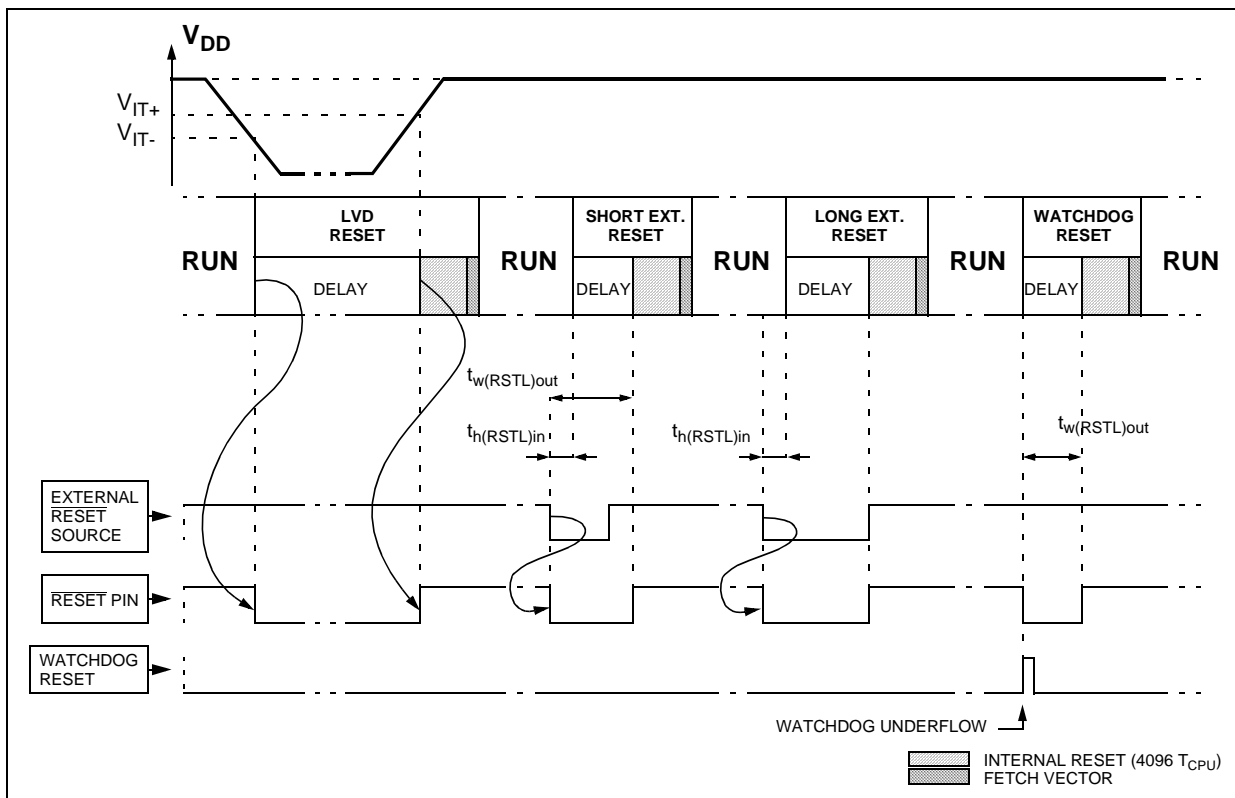 VDD
VIT+
VIT-
LVD
RESET
SHORT EXT.
RESET
LONG EXT.
RESET
WATCHDOG
RESET
RUN
RUN
RUN
RUN
RUN
DELAY
DELAY
DELAY
DELAY
tw(RSTL)out
th(RSTL)in
th(RSTL)in
tw(RSTL)out
EXTERNAL
RESET
SOURCE
RESET PIN
WATCHDOG
RESET
WATCHDOG UNDERFLOW
INTERNAL RESET (4096 TCPU)
FETCH VECTOR